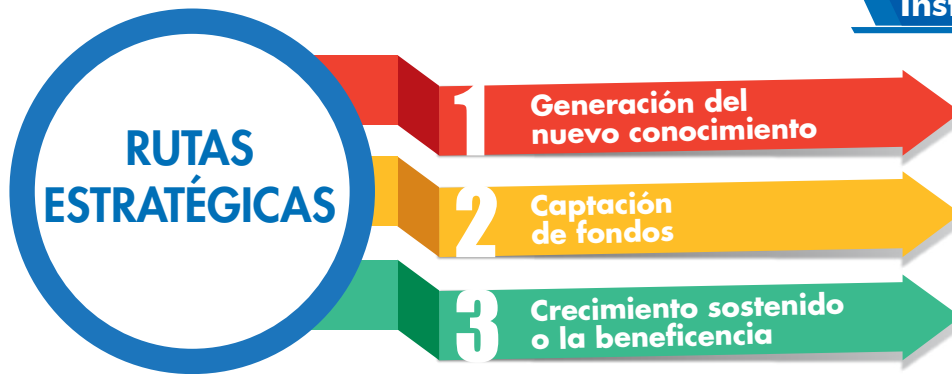 RUTAS
ESTRATÉGICAS
1 Generación del
nuevo conocimiento
2 Captación
de fondos
3 Crecimiento sostenido
o la beneficencia